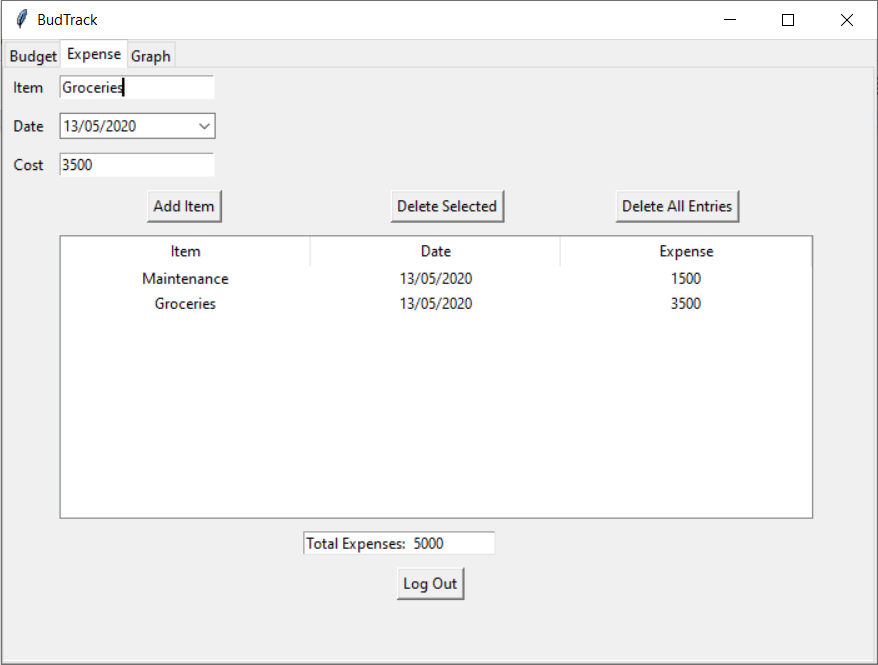 BudTrack
Budget Expense Graph
Item Groceries
Date 13/05/2020
Cost 3500
Add Item Delete Selected Delete All Entries
Item Date Expense
Maintenance 13/05/2020 1500
Groceries 13/05/2020 3500
Total Expenses: 5000
Log Out